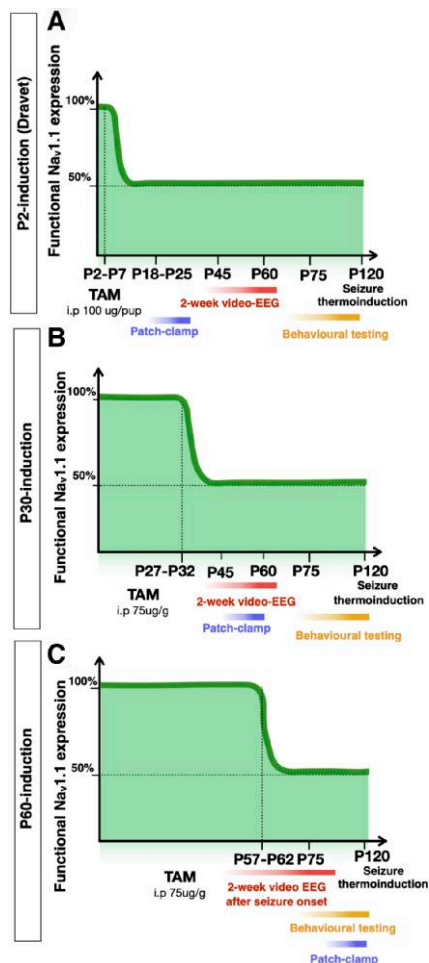 A
P2-induction (Dravet)
Functional Nav1.1 expression
100%
50%
P2-P7 P18-P25 P45 P60 P75 P120
TAM
i.p 100 ug/pup
2-week video-EEG
Seizure
thermoinduction
Patch-clamp
Behavioural testing
B
P30-induction
Functional Nav1.1 expression
100%
50%
P27-P32 P45 P60 P75 P120
TAM
i.p 75ug/g
2-week video-EEG
Seizure
thermoinduction
Patch-clamp
Behavioural testing
C
P60-induction
Functional Nav1.1 expression
100%
50%
P57-P62 P75 P120
TAM
i.p 75ug/g
2-week video EEG
after seizure onset
Seizure
thermoinduction
Behavioural testing
Patch-clamp